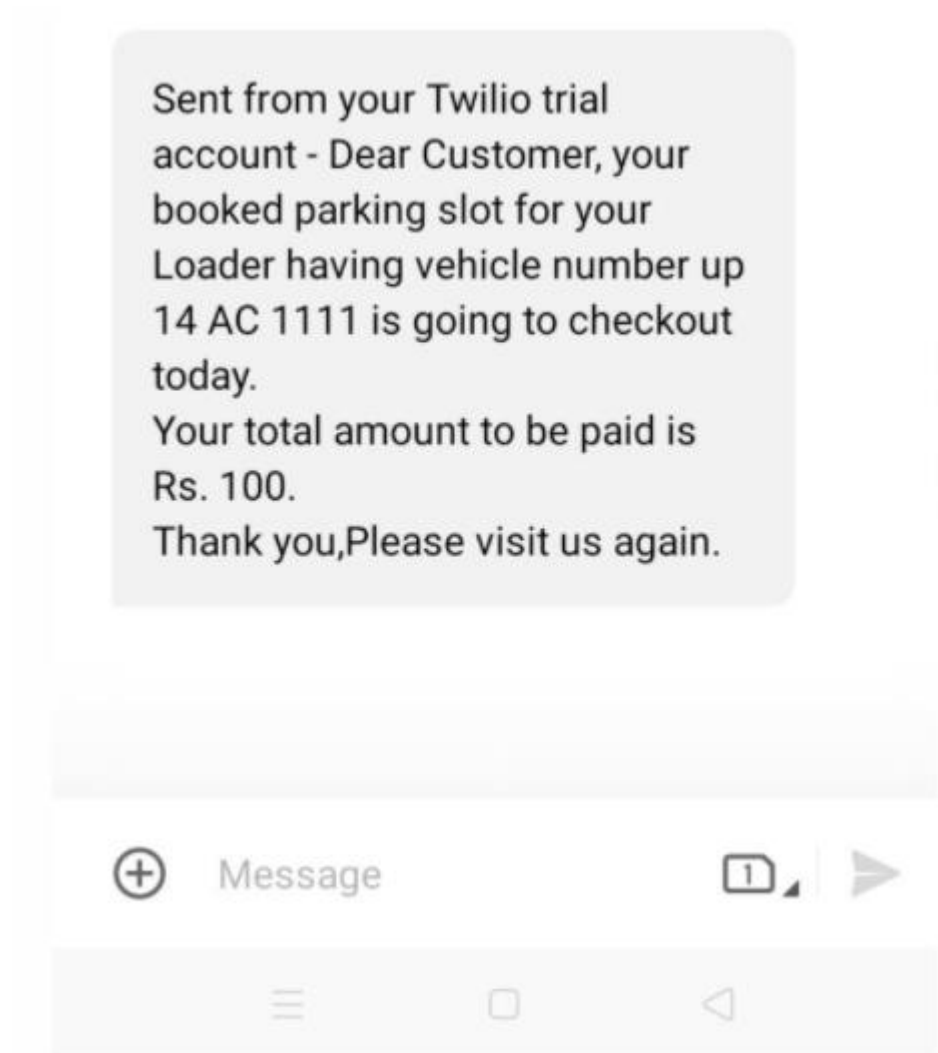 Sent from your Twilio trial
account - Dear Customer, your
booked parking slot for your
Loader having vehicle number up
14 AC 1111 is going to checkout
today.
Your total amount to be paid is
Rs. 100.
Thank you,Please visit us again.
Message
1